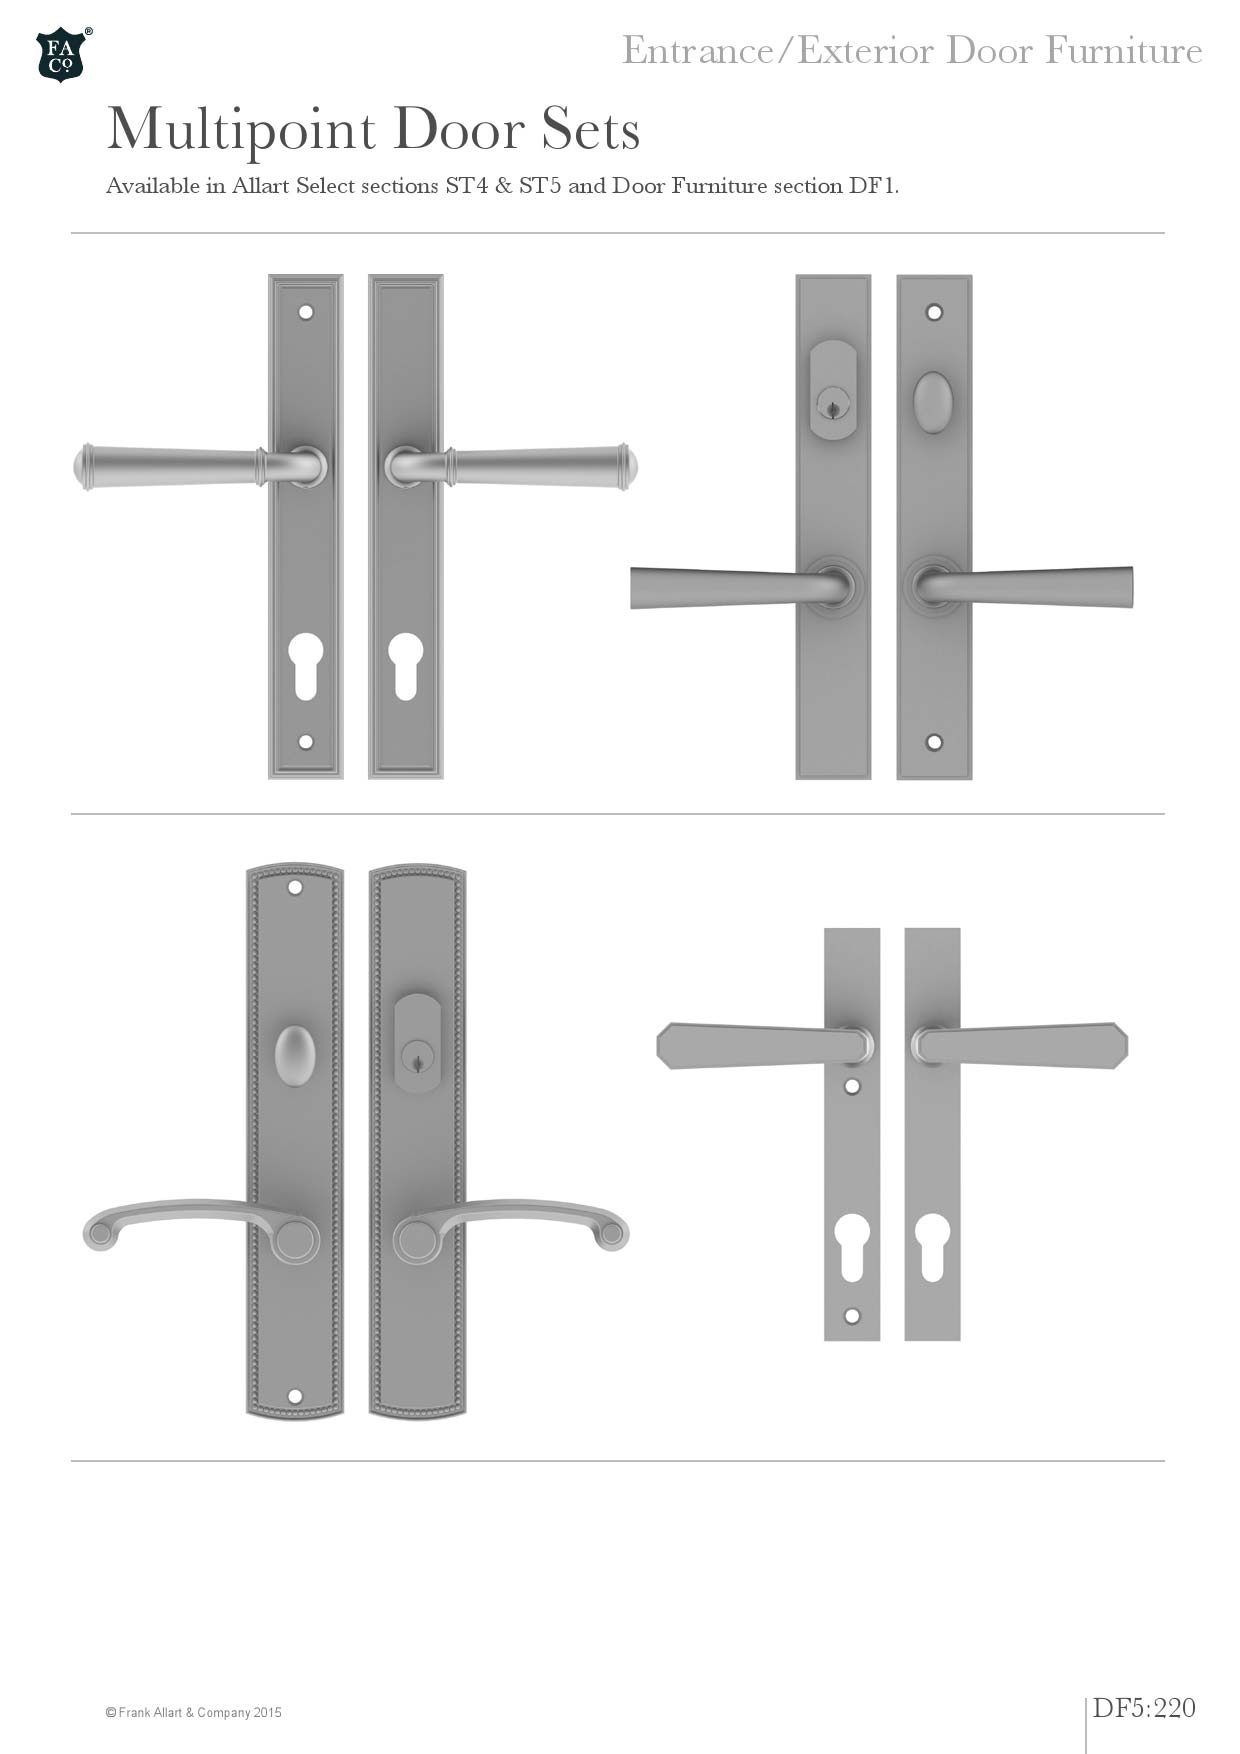 FA
Co.
®
Entrance/Exterior Door Furniture
Multipoint Door Sets
Available in Allart Select sections ST4 & ST5 and Door Furniture section DF1.
© Frank Allart & Company 2015
DF5:220